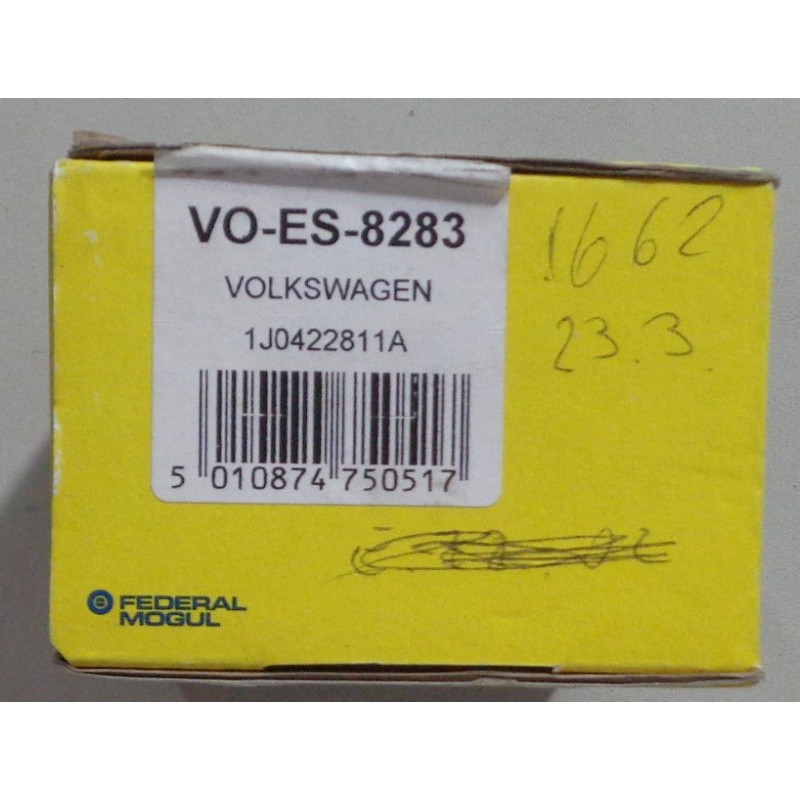 VO-ES-8283
VOLKSWAGEN
1J0422811A
5 010874 750517
1662
23.3.
FEDERAL
MOGUL